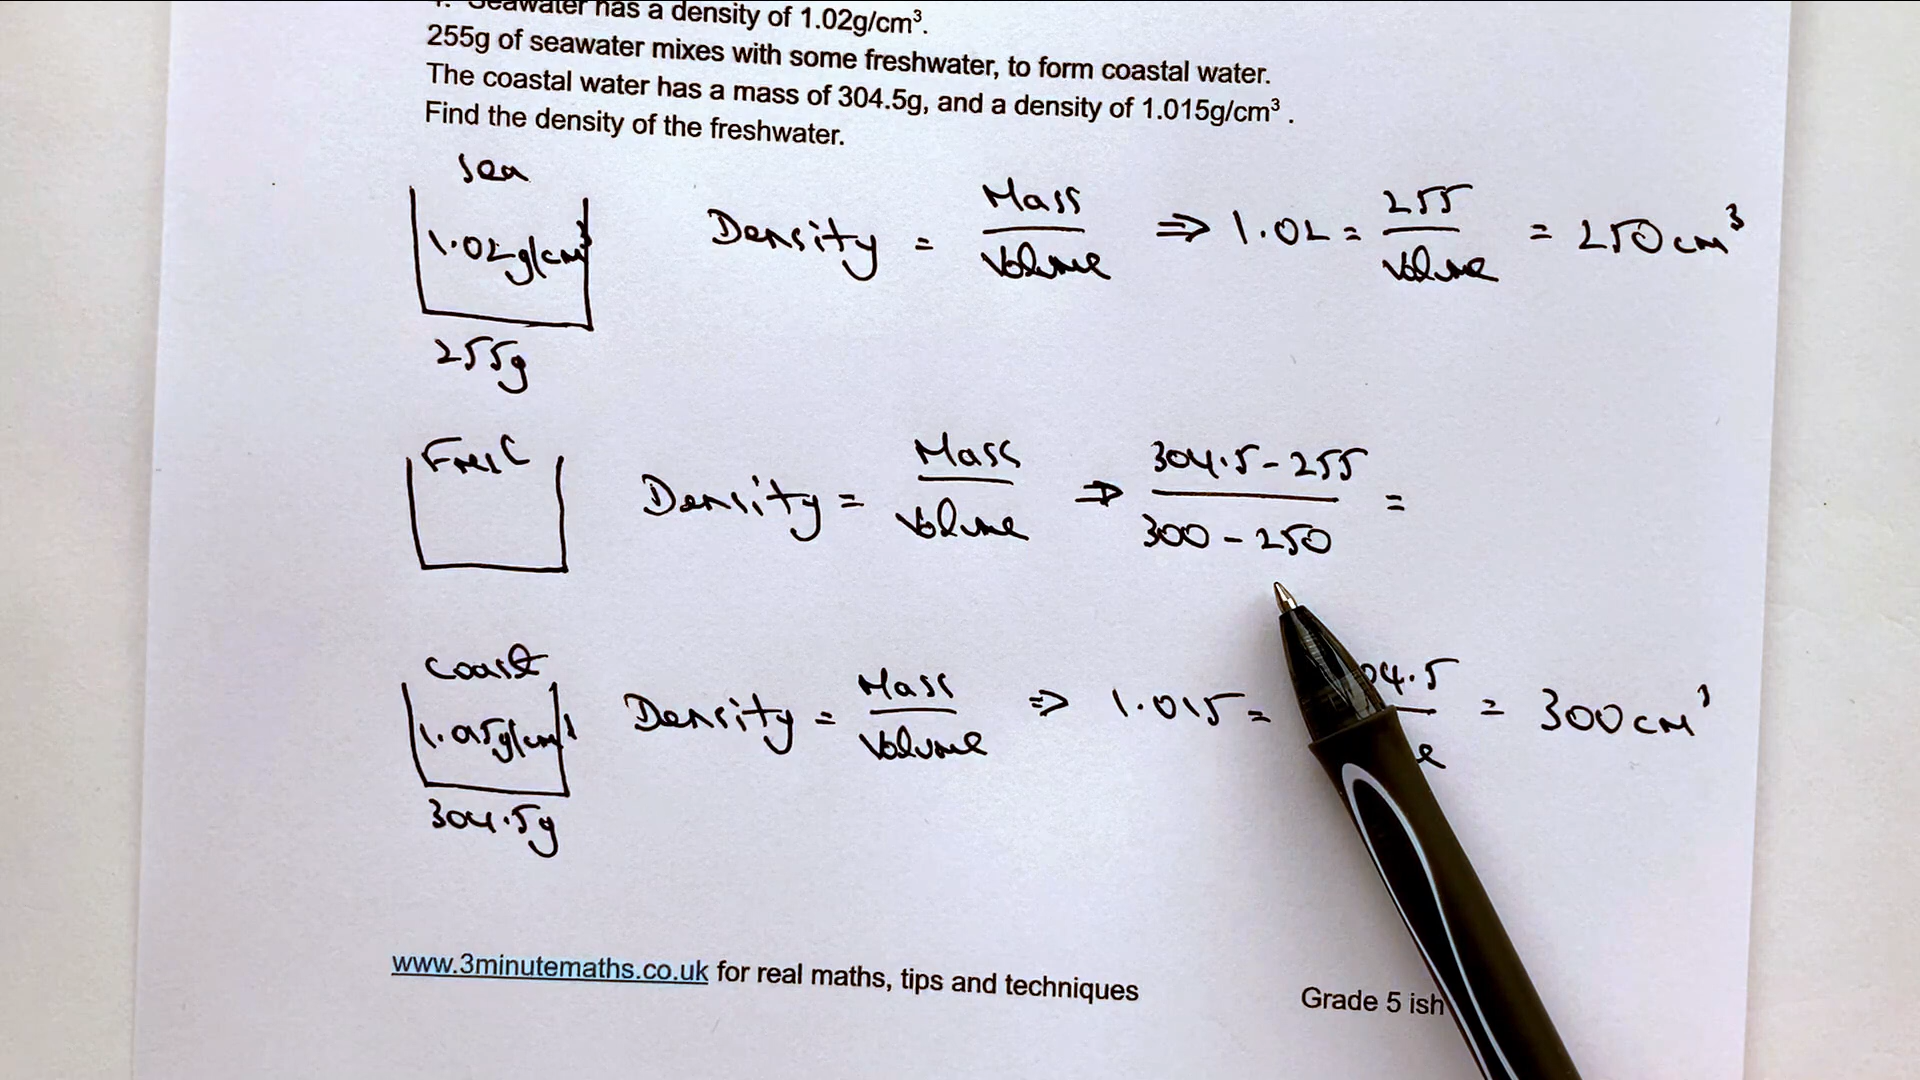 1. Seawater has a density of 1.02g/cm³.
255g of seawater mixes with some freshwater, to form coastal water.
The coastal water has a mass of 304.5g, and a density of 1.015g/cm³ .
Find the density of the freshwater.
Sea
1.02g/cm³
255g
Density = Mass / Volume ⇒ 1.02 = 255 / Volume = 250cm³
Fresh
Density = Mass / Volume ⇒ 304.5 - 255 / 300 - 250 =
Coast
1.015g/cm³
304.5g
Density = Mass / Volume ⇒ 1.015 = 04.5 / e = 300cm³
www.3minutemaths.co.uk for real maths, tips and techniques
Grade 5 ish